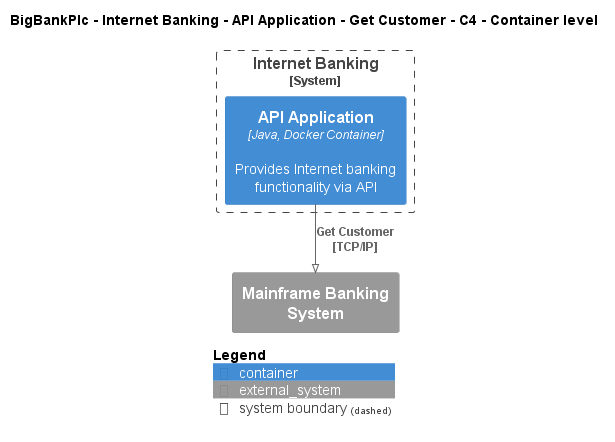 BigBankPlc - Internet Banking - API Application - Get Customer - C4 - Container level
Internet Banking
[System]
API Application
[Java, Docker Container]
Provides Internet banking
functionality via API
Get Customer
[TCP/IP]
Mainframe Banking
System
Legend
container
external_system
system boundary (dashed)